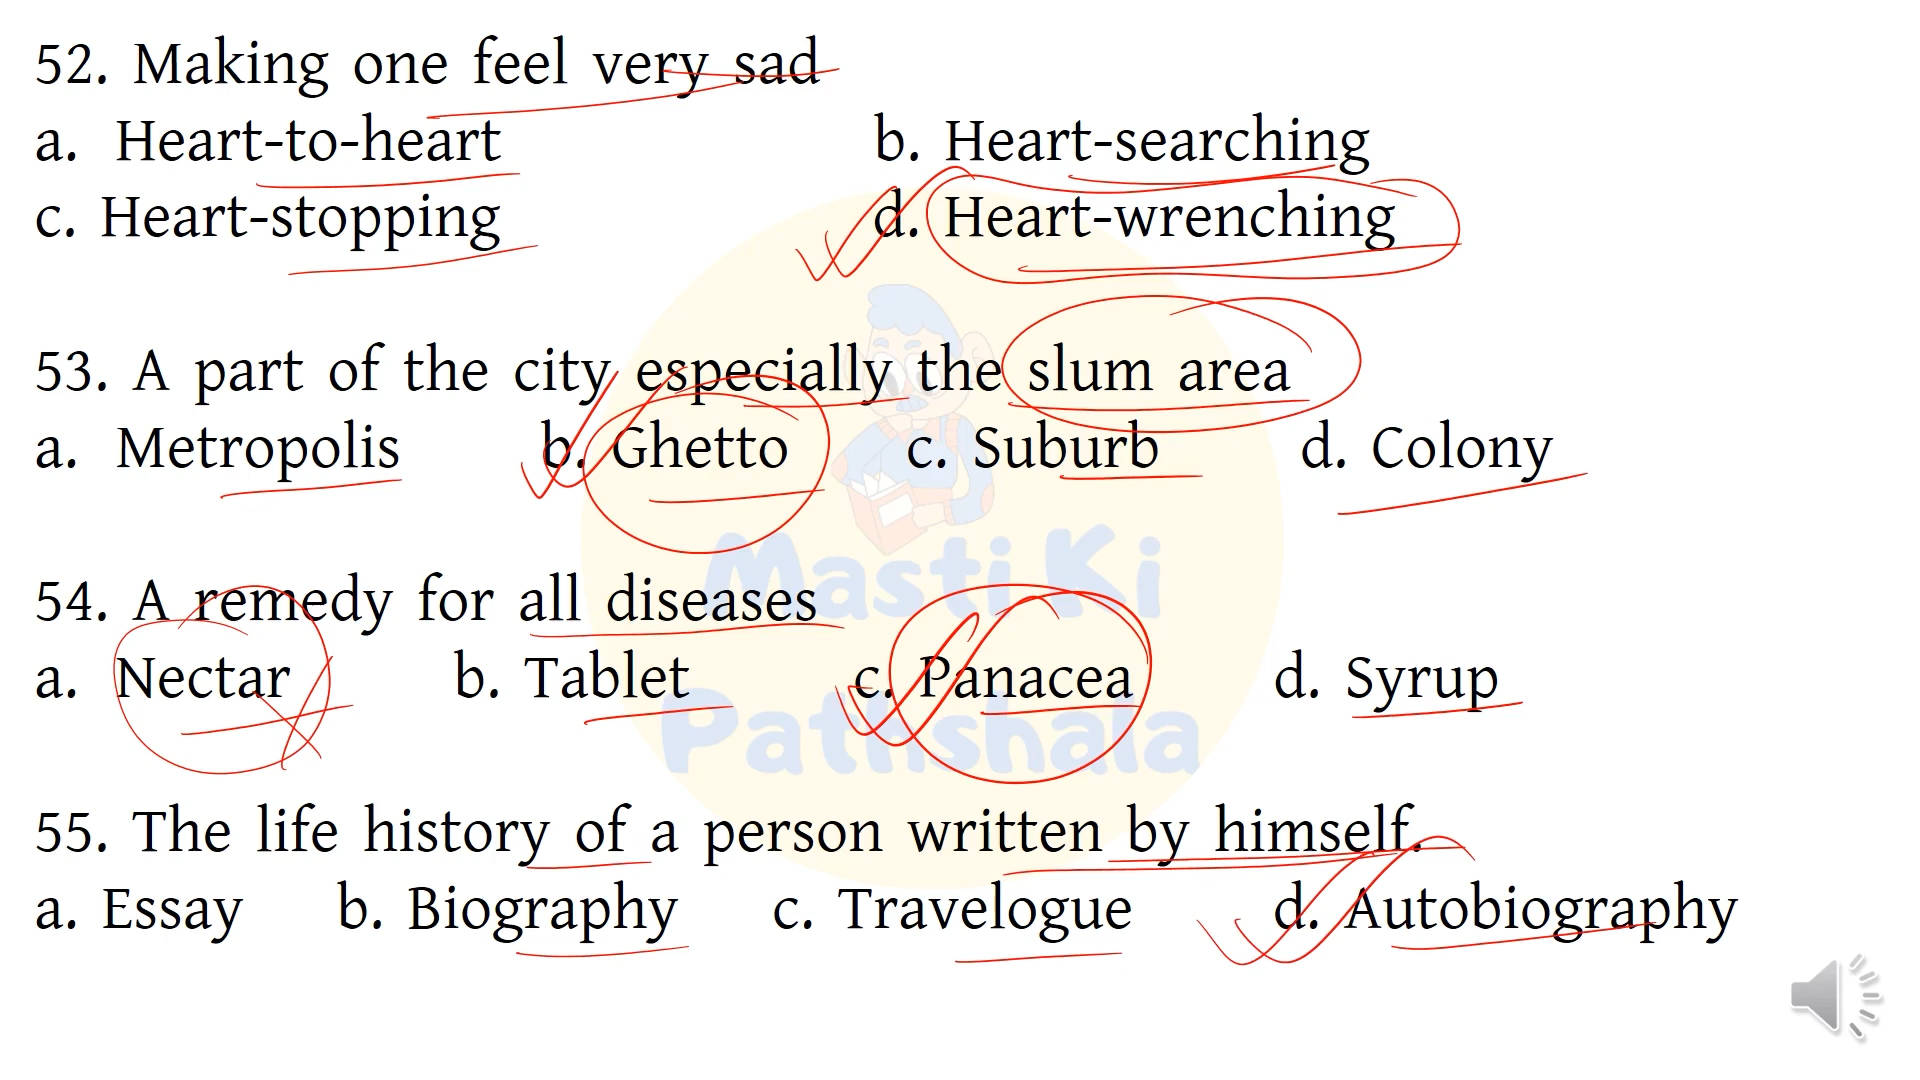 52. Making one feel very sad
a. Heart-to-heart b. Heart-searching
c. Heart-stopping d. Heart-wrenching
53. A part of the city especially the slum area
a. Metropolis b. Ghetto c. Suburb d. Colony
54. A remedy for all diseases
a. Nectar b. Tablet c. Panacea d. Syrup
55. The life history of a person written by himself.
a. Essay b. Biography c. Travelogue d. Autobiography
Masti Ki
Pathshala